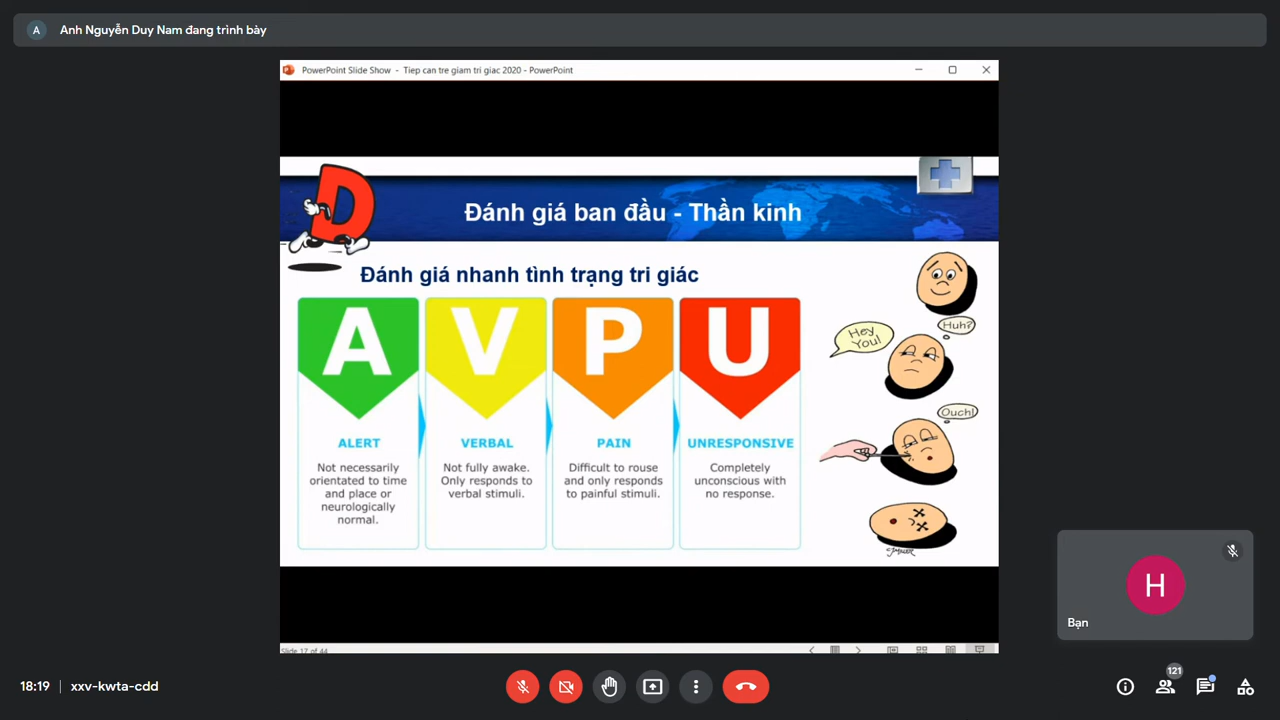 A
Anh Nguyễn Duy Nam đang trình bày
PowerPoint Slide Show - Tiep can tre giam tri giac 2020 - PowerPoint
D
Đánh giá ban đầu - Thần kinh
Đánh giá nhanh tình trạng tri giác
A
ALERT
Not necessarily
orientated to time
and place or
neurologically
normal.
V
VERBAL
Not fully awake.
Only responds to
verbal stimuli.
P
PAIN
Difficult to rouse
and only responds
to painful stimuli.
U
UNRESPONSIVE
Completely
unconscious with
no response.
Hey
You!
Huh?
Ouch!
Slide 17 of 44
H
Bạn
18:19 | xxv-kwta-cdd
121